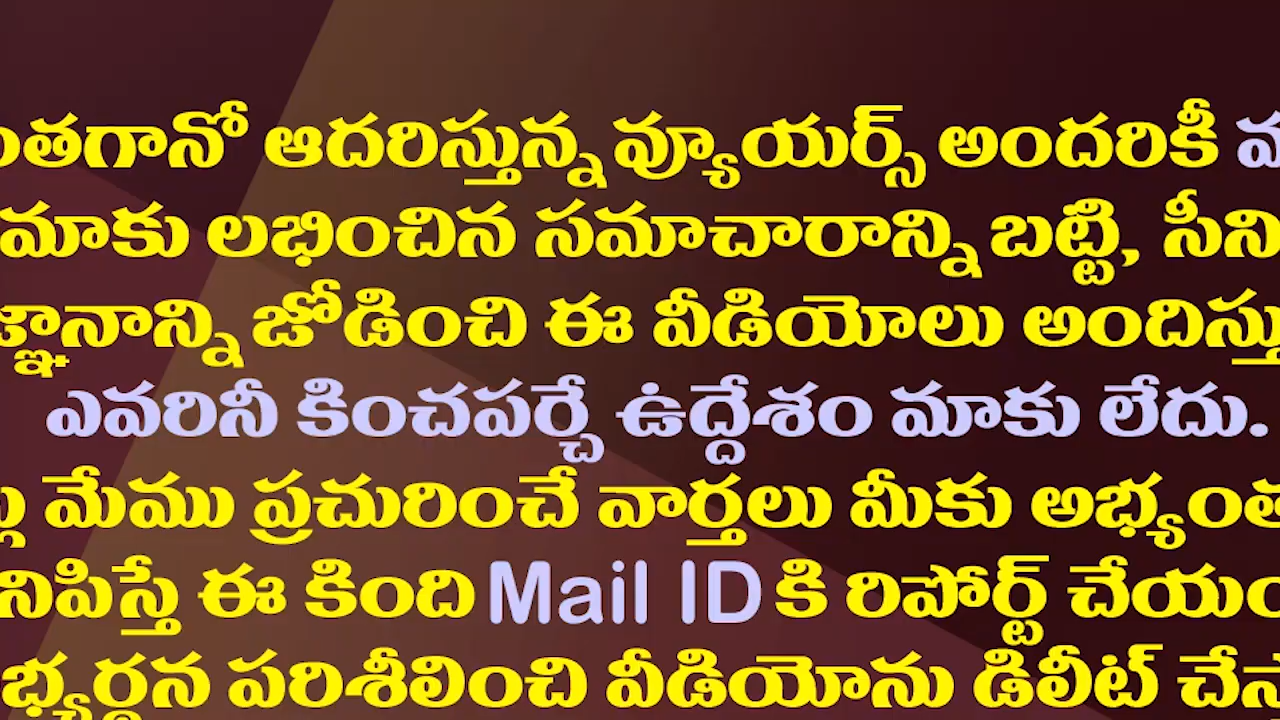 ంతగానో ఆదరిస్తున్న వ్యూయర్స్ అందరికీ
మాకు లభించిన సమాచారాన్ని బట్టి, సీని
జ్ఞానాన్ని జోడించి ఈ వీడియోలు అందిస్తు
ఎవరినీ కించపర్చే ఉద్దేశం మాకు లేదు.
మేము ప్రచురించే వార్తలు మీకు అభ్యంత
నిపిస్తే ఈ కింది Mail ID కి రిపోర్ట్ చేయం
భ్యర్థన పరిశీలించి వీడియోను డిలీట్ చేస